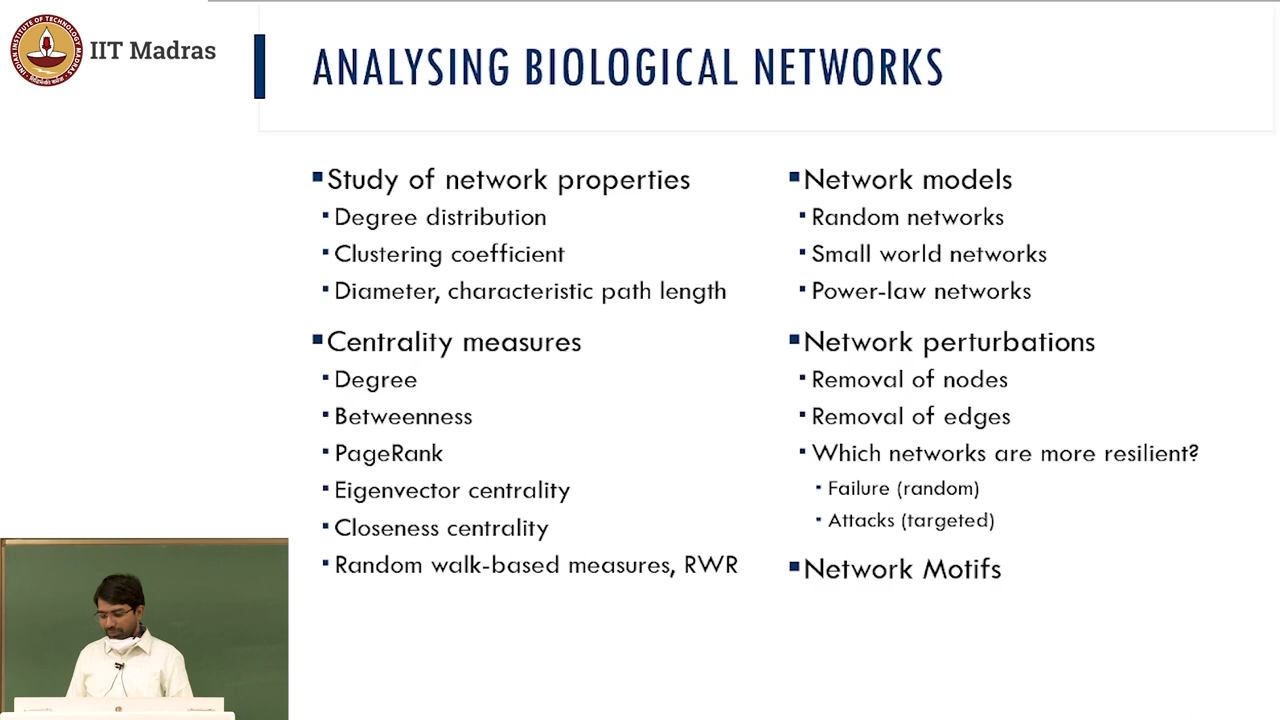 IIT Madras
ANALYSING BIOLOGICAL NETWORKS
Study of network properties
Degree distribution
Clustering coefficient
Diameter, characteristic path length
Centrality measures
Degree
Betweenness
PageRank
Eigenvector centrality
Closeness centrality
Random walk-based measures, RWR
Network models
Random networks
Small world networks
Power-law networks
Network perturbations
Removal of nodes
Removal of edges
Which networks are more resilient?
Failure (random)
Attacks (targeted)
Network Motifs